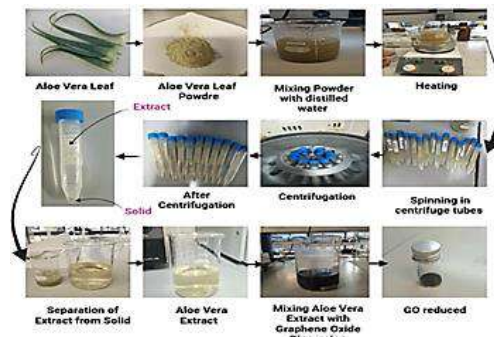 Aloe Vera Leaf
Aloe Vera Leaf
Powdre
Mixing Powder
with distilled
water
Heating
Extract
Solid
After
Centrifugation
Centrifugation
Spinning in
centrifuge tubes
Separation of
Extract from Solid
Aloe Vera
Extract
Mixing Aloe Vera
Extract with
Graphene Oxide
GO reduced